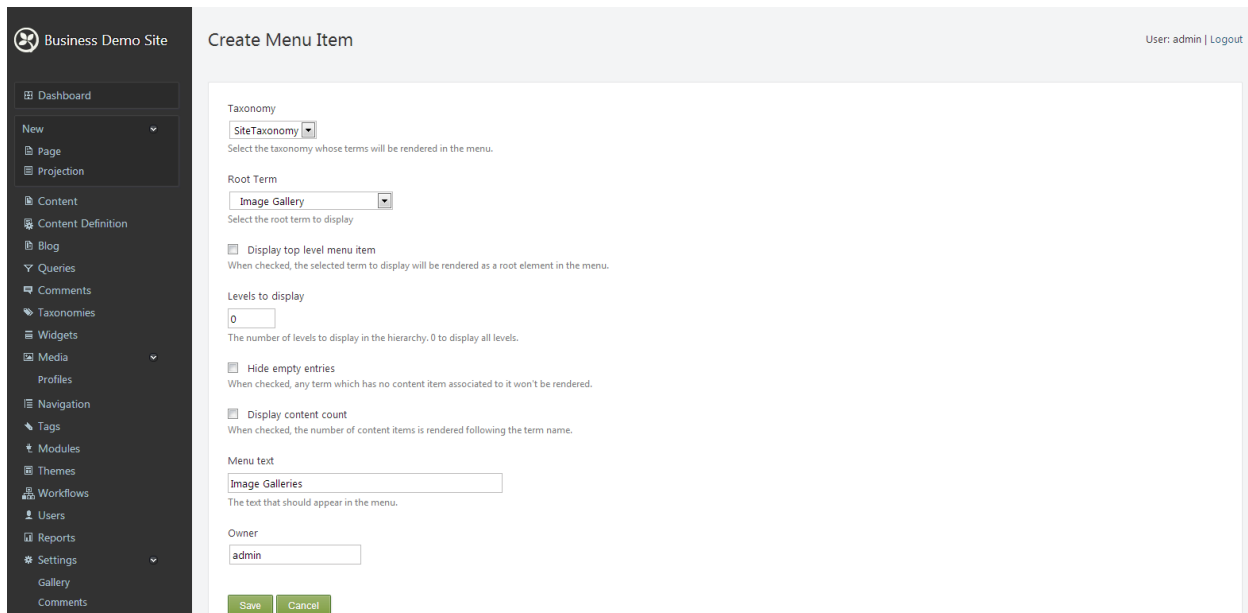 Business Demo Site
Dashboard
New
Page
Projection
Content
Content Definition
Blog
Queries
Comments
Taxonomies
Widgets
Media
Profiles
Navigation
Tags
Modules
Themes
Workflows
Users
Reports
Settings
Gallery
Comments
Create Menu Item
User: admin | Logout
Taxonomy
SiteTaxonomy
Select the taxonomy whose terms will be rendered in the menu.
Root Term
Image Gallery
Select the root term to display
Display top level menu item
When checked, the selected term to display will be rendered as a root element in the menu.
Levels to display
0
The number of levels to display in the hierarchy. 0 to display all levels.
Hide empty entries
When checked, any term which has no content item associated to it won't be rendered.
Display content count
When checked, the number of content items is rendered following the term name.
Menu text
Image Galleries
The text that should appear in the menu.
Owner
admin
Save Cancel